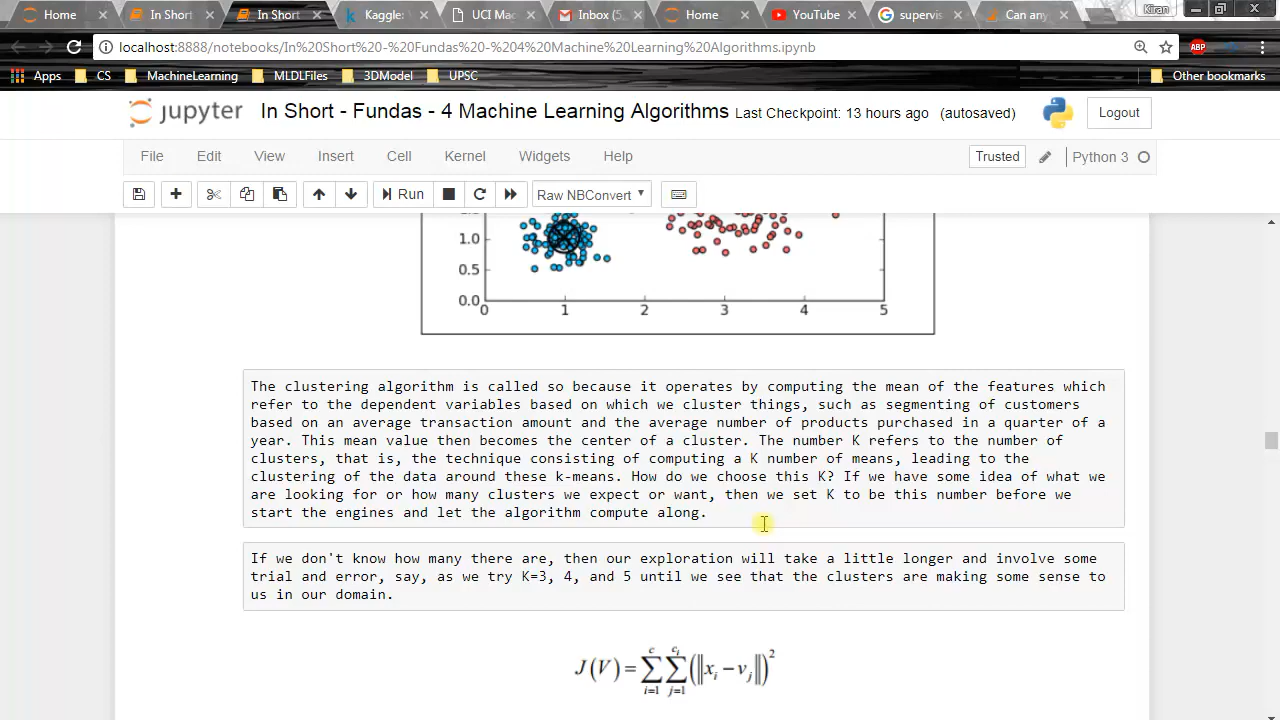 Home
In Short
In Short
Kaggle:
UCI Mac
Inbox (5
Home
YouTube
supervis
Can any
Kiran
localhost:8888/notebooks/In%20Short%20-%20Fundas%20-%204%20Machine%20Learning%20Algorithms.ipynb
ABP
Apps
CS
MachineLearning
MLDLFiles
3DModel
UPSC
Other bookmarks
jupyter
In Short - Fundas - 4 Machine Learning Algorithms Last Checkpoint: 13 hours ago (autosaved)
Logout
File Edit View Insert Cell Kernel Widgets Help
Trusted
Python 3
Run
Raw NBConvert
1.0
0.5
0.0
0 1 2 3 4 5
The clustering algorithm is called so because it operates by computing the mean of the features which
refer to the dependent variables based on which we cluster things, such as segmenting of customers
based on an average transaction amount and the average number of products purchased in a quarter of a
year. This mean value then becomes the center of a cluster. The number K refers to the number of
clusters, that is, the technique consisting of computing a K number of means, leading to the
clustering of the data around these k-means. How do we choose this K? If we have some idea of what we
are looking for or how many clusters we expect or want, then we set K to be this number before we
start the engines and let the algorithm compute along.
If we don't know how many there are, then our exploration will take a little longer and involve some
trial and error, say, as we try K=3, 4, and 5 until we see that the clusters are making some sense to
us in our domain.
J(V) = ∑_{i=1}^{c} ∑_{j=1}^{c_i} (‖x_i − v_j‖)^2